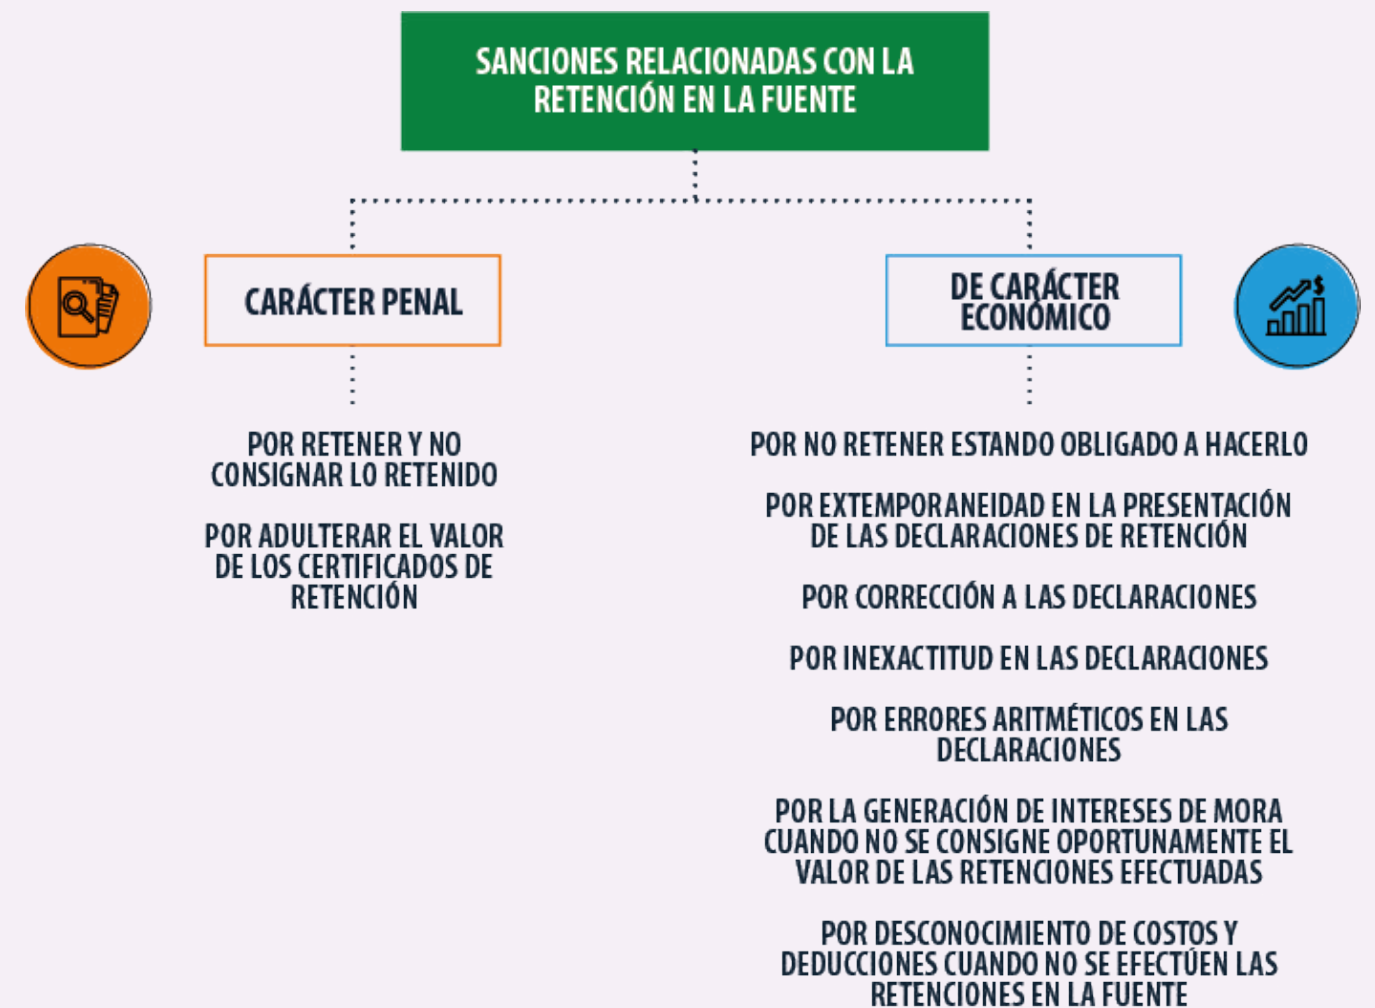 SANCIONES RELACIONADAS CON LA
RETENCIÓN EN LA FUENTE
CARÁCTER PENAL
POR RETENER Y NO
CONSIGNAR LO RETENIDO
POR ADULTERAR EL VALOR
DE LOS CERTIFICADOS DE
RETENCIÓN
DE CARÁCTER
ECONÓMICO
$
POR NO RETENER ESTANDO OBLIGADO A HACERLO
POR EXTEMPORANEIDAD EN LA PRESENTACIÓN
DE LAS DECLARACIONES DE RETENCIÓN
POR CORRECCIÓN A LAS DECLARACIONES
POR INEXACTITUD EN LAS DECLARACIONES
POR ERRORES ARITMÉTICOS EN LAS
DECLARACIONES
POR LA GENERACIÓN DE INTERESES DE MORA
CUANDO NO SE CONSIGNE OPORTUNAMENTE EL
VALOR DE LAS RETENCIONES EFECTUADAS
POR DESCONOCIMIENTO DE COSTOS Y
DEDUCCIONES CUANDO NO SE EFECTÚEN LAS
RETENCIONES EN LA FUENTE